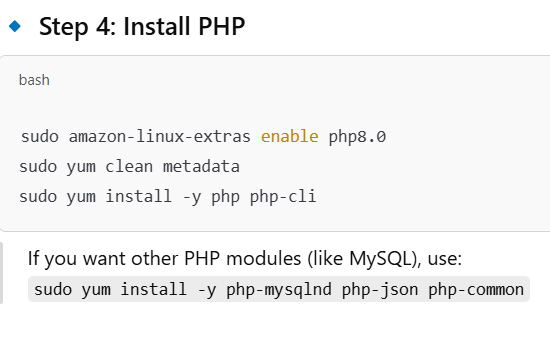 Step 4: Install PHP
bash
sudo amazon-linux-extras enable php8.0
sudo yum clean metadata
sudo yum install -y php php-cli
If you want other PHP modules (like MySQL), use:
sudo yum install -y php-mysqlnd php-json php-common